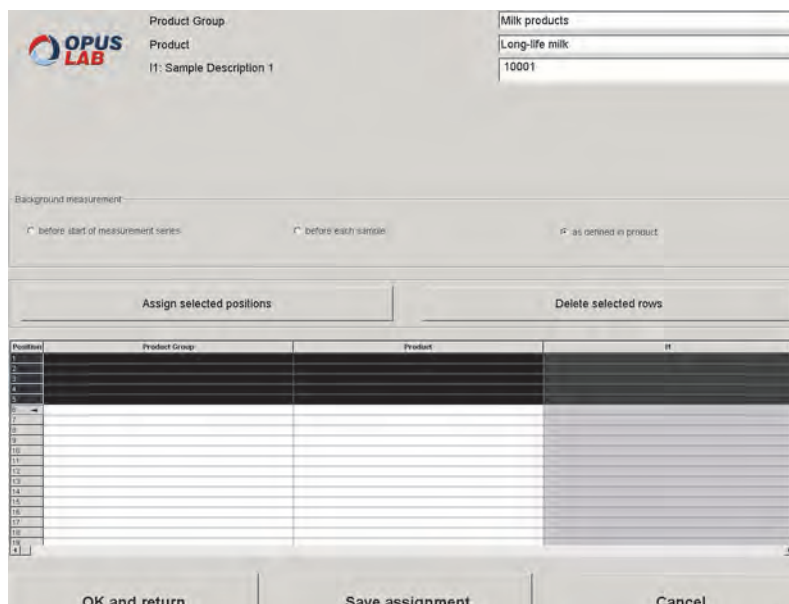 OPUS
LAB
Product Group
Milk products
Product
Long-life milk
I1: Sample Description 1
10001
Background measurement
before start of measurement series
before each sample
as defined in product
Assign selected positions
Delete selected rows
Position Product Group Product I1
1
2
3
4
5
6
7
8
9
10
11
12
13
14
15
16
17
18
19
OK and return
Save assignment
Cancel